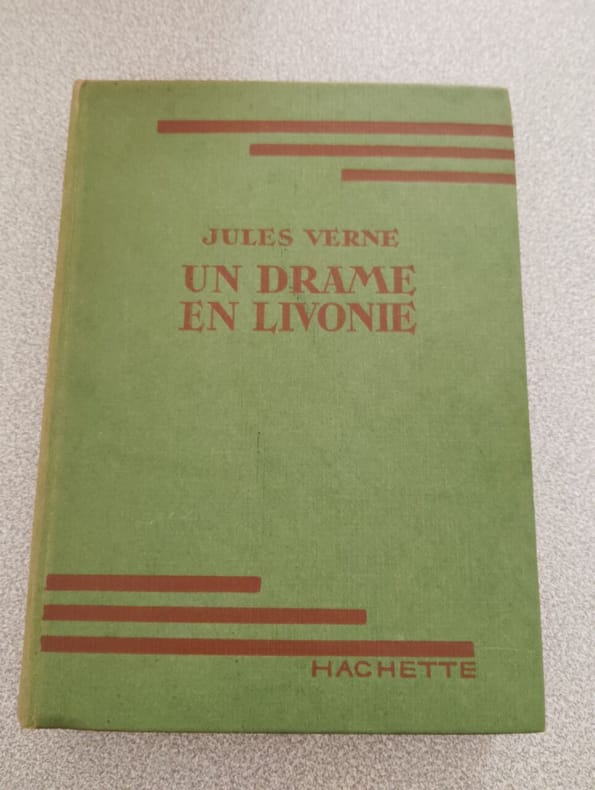 JULES VERNE
UN DRAME
EN LIVONIE
HACHETTE